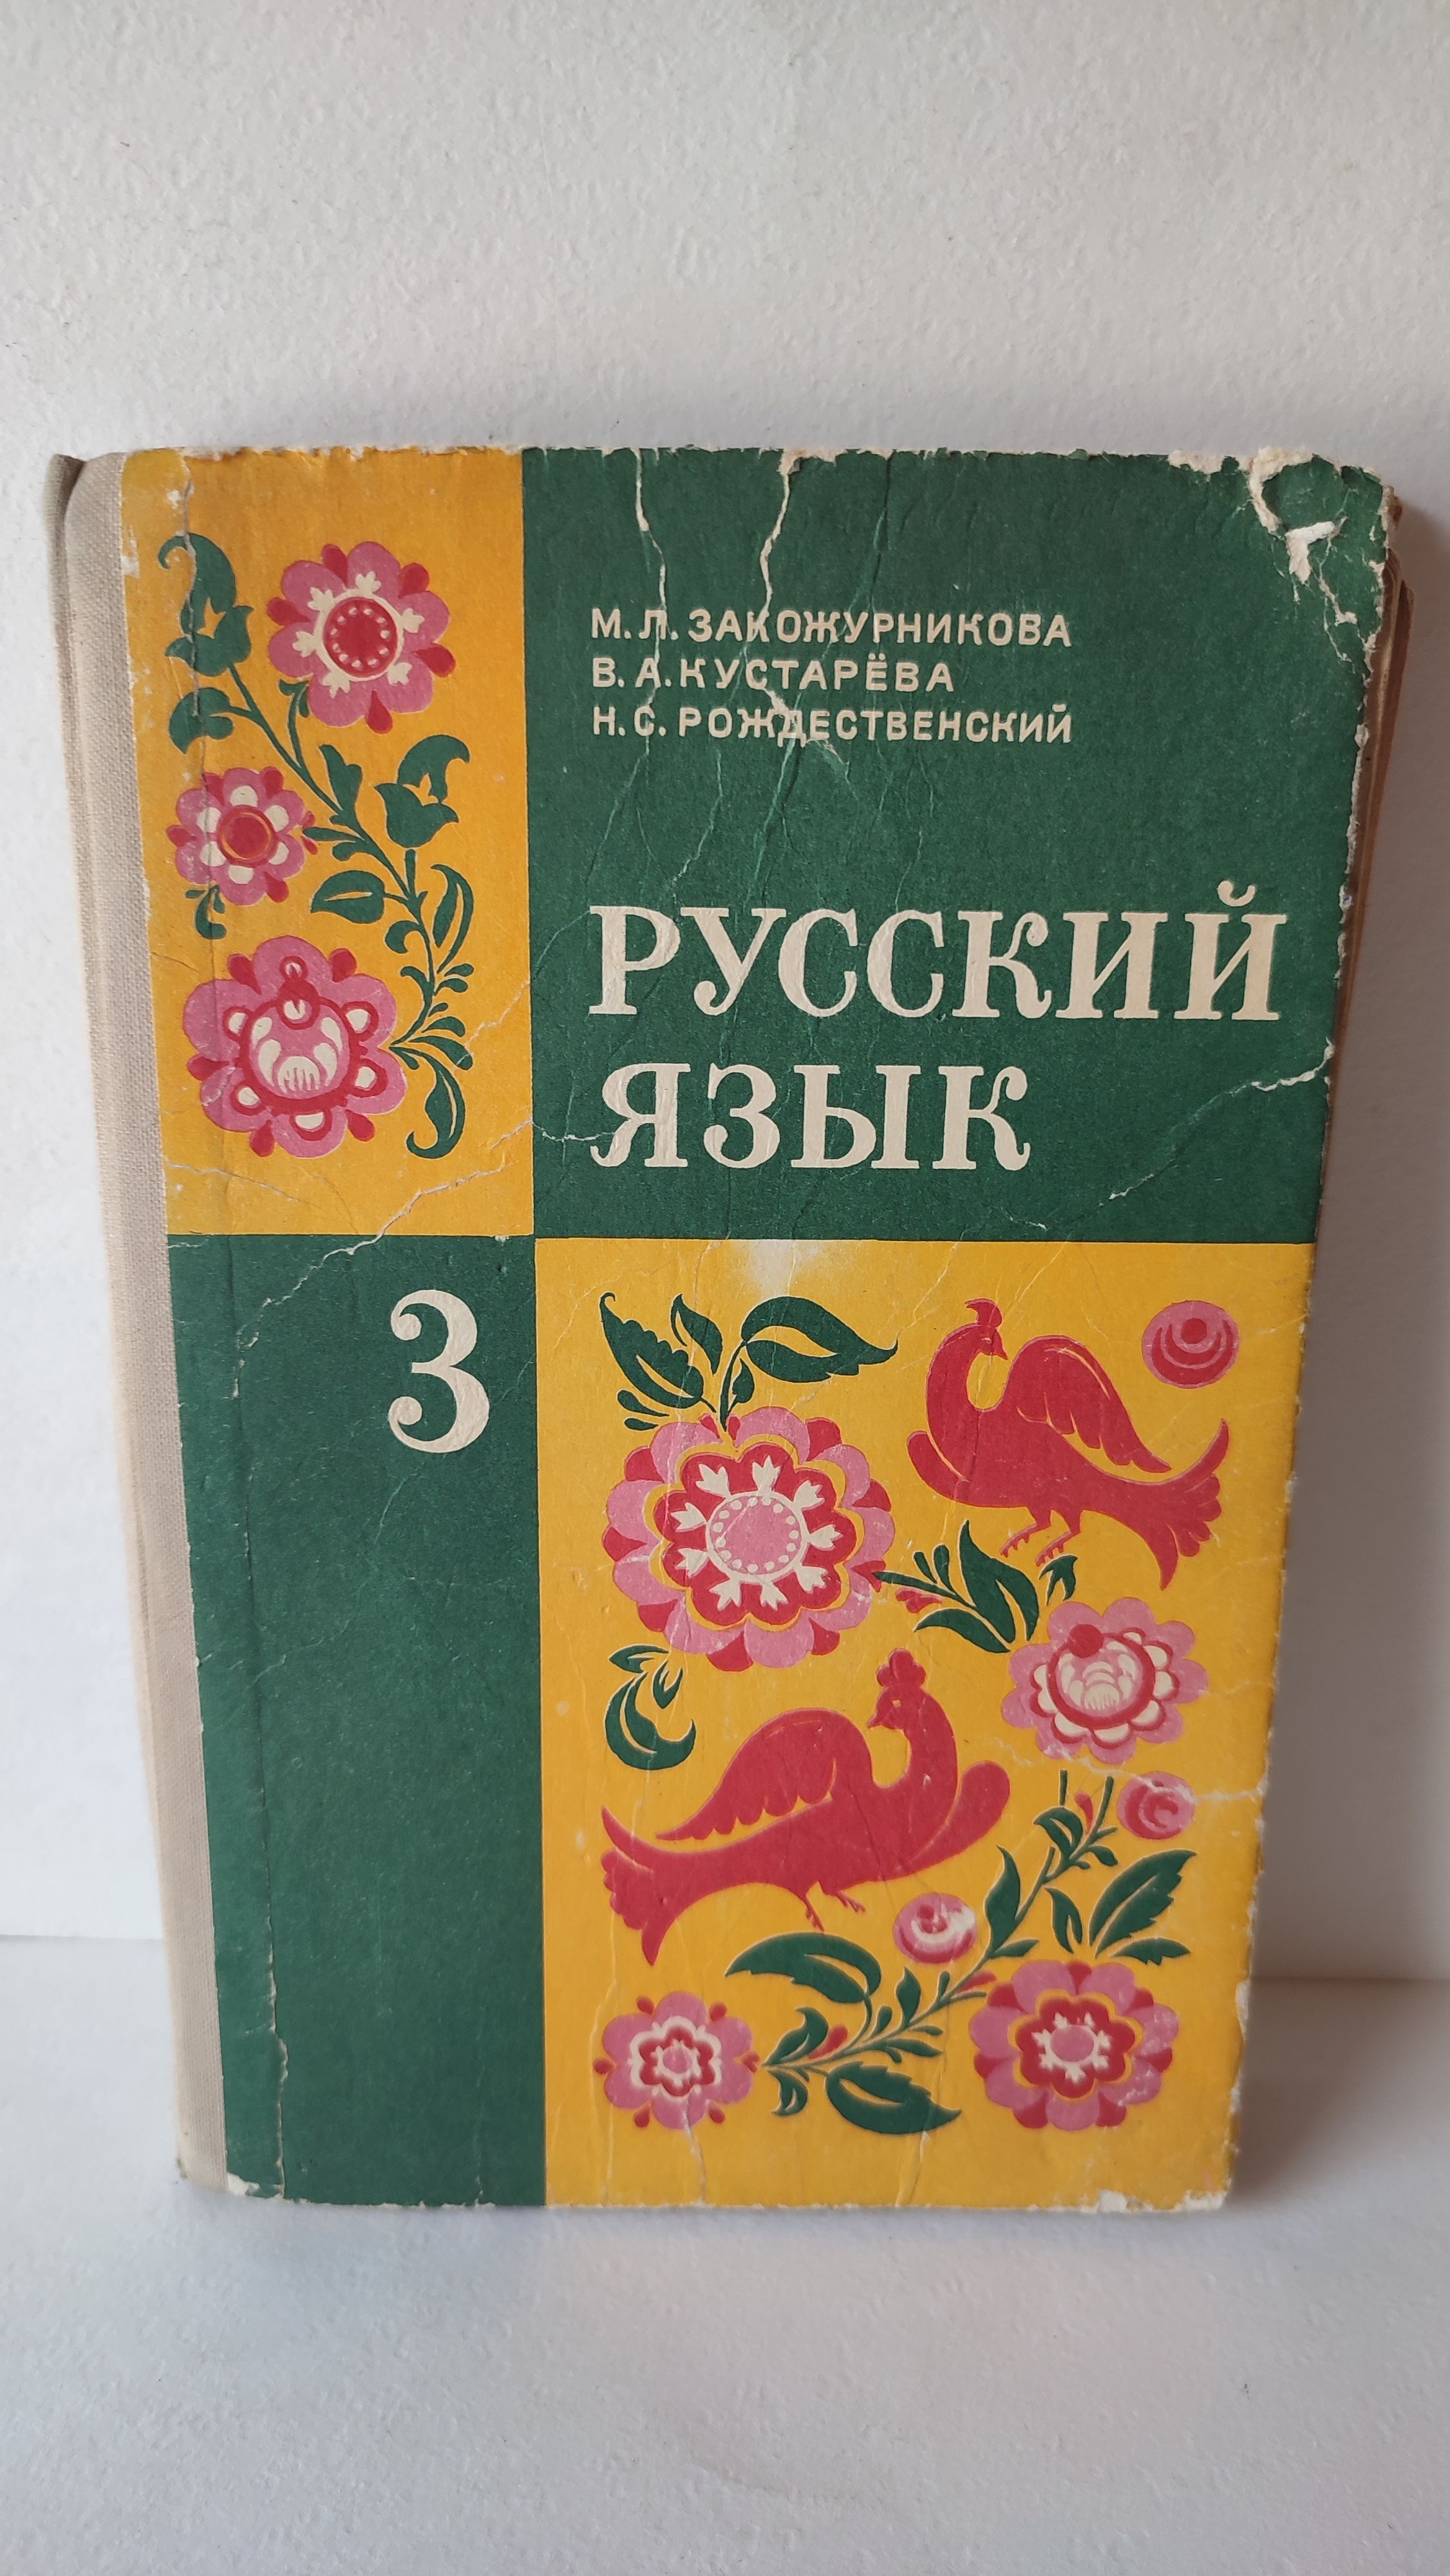 М. Л. ЗАКОЖУРНИКОВА
В. А. КУСТАРЁВА
Н. С. РОЖДЕСТВЕНСКИЙ
РУССКИЙ
ЯЗЫК
3